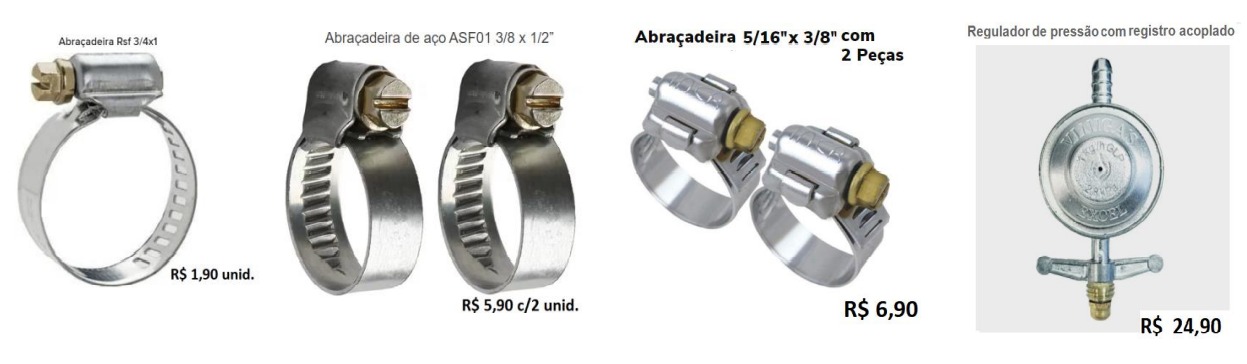 Abraçadeira Rsf 3/4x1
R$ 1,90 unid.
Abraçadeira de aço ASF01 3/8 x 1/2”
R$ 5,90 c/2 unid.
Abraçadeira 5/16"x 3/8" com
2 Peças
R$ 6,90
Regulador de pressão com registro acoplado
EXCEL
R$ 24,90